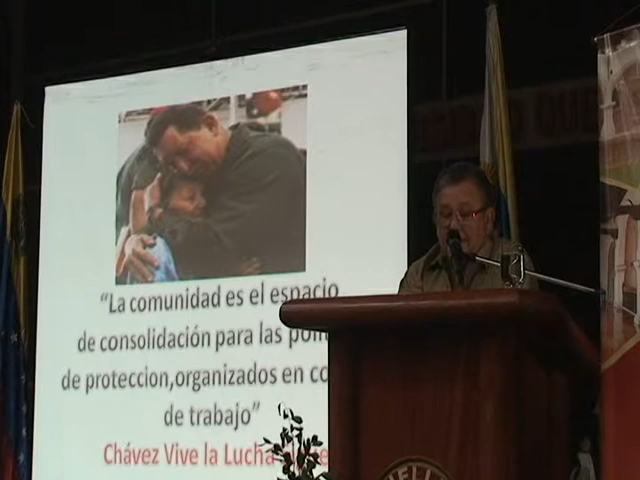 “La comunidad es el espacio
de consolidación para las
de proteccion,organizados en
de trabajo”
Chávez Vive la Lucha